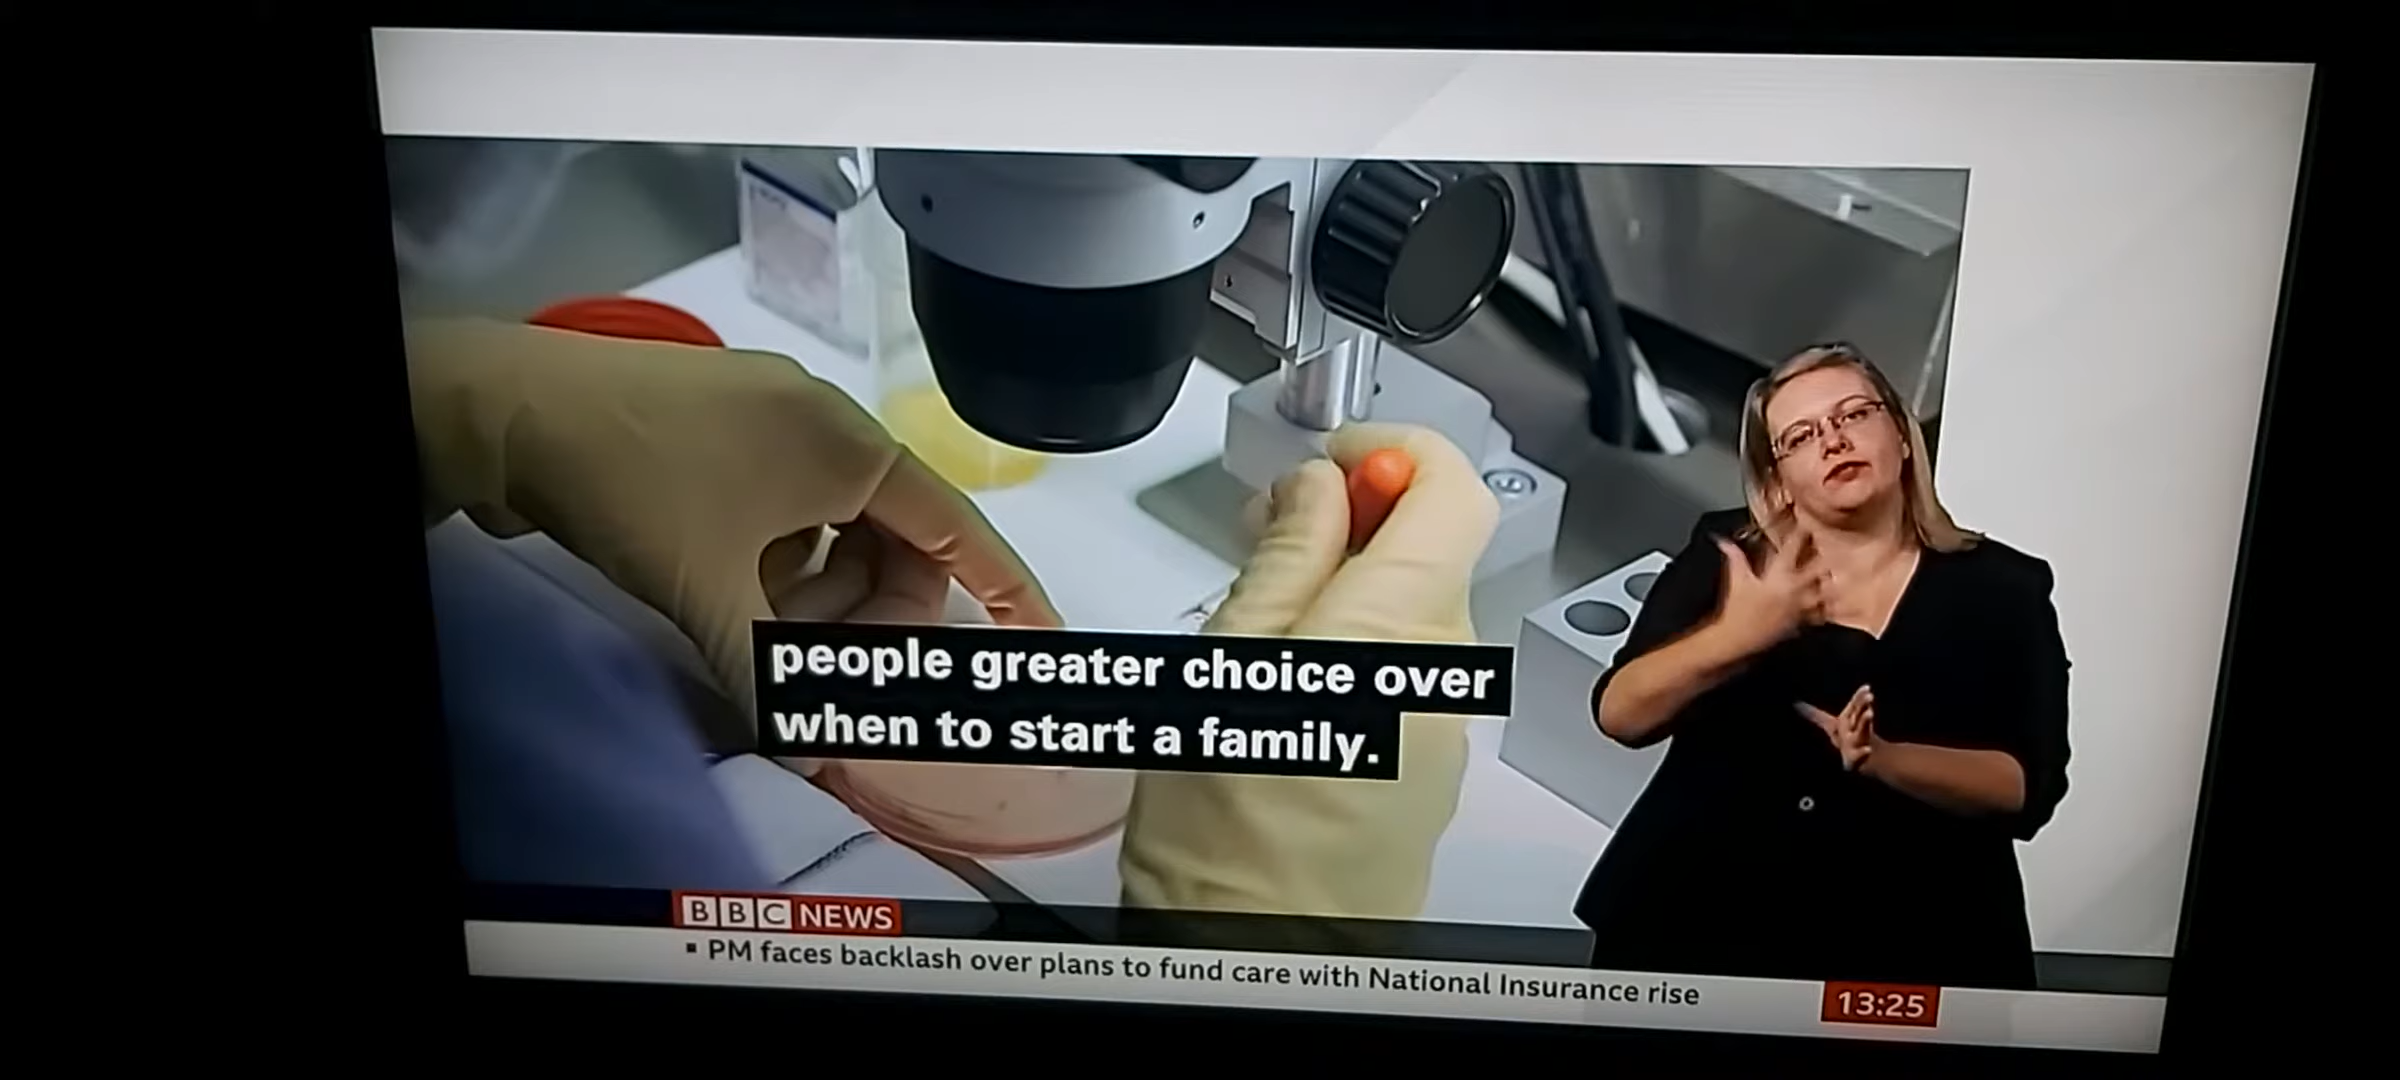 people greater choice over
when to start a family.
BBC NEWS
▪ PM faces backlash over plans to fund care with National Insurance rise
13:25